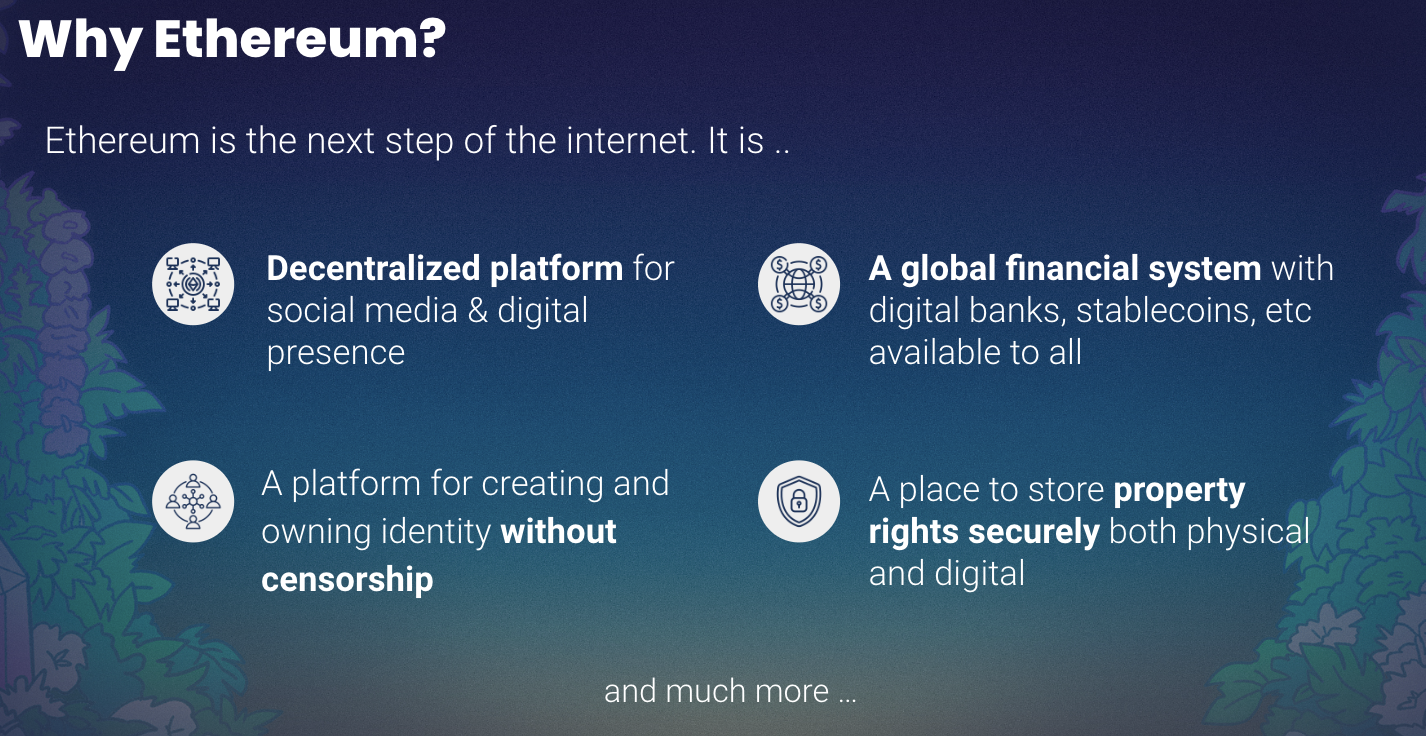 Why Ethereum?
Ethereum is the next step of the internet. It is ..
Decentralized platform for
social media & digital
presence
A global financial system with
digital banks, stablecoins, etc
available to all
A platform for creating and
owning identity without
censorship
A place to store property
rights securely both physical
and digital
and much more ...